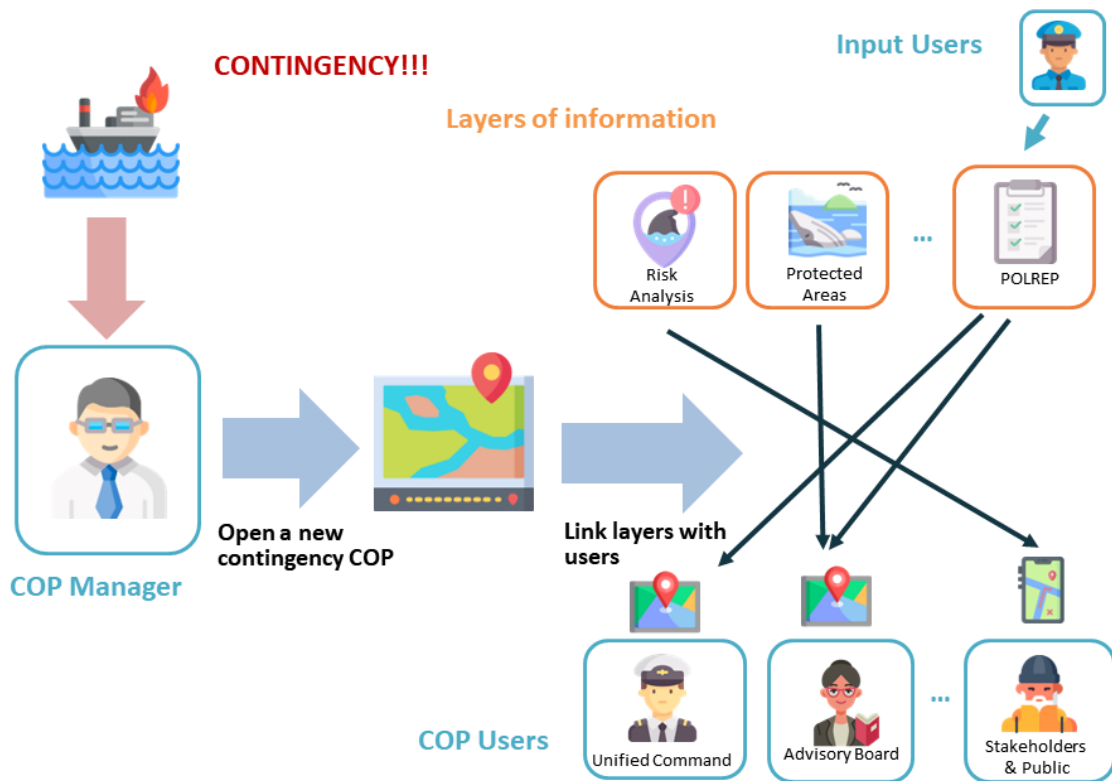 Input Users
CONTINGENCY!!!
Layers of information
Risk
Analysis
Protected
Areas
...
POLREP
Open a new
contingency COP
Link layers with
users
COP Manager
COP Users
Unified Command
Advisory Board
...
Stakeholders
& Public